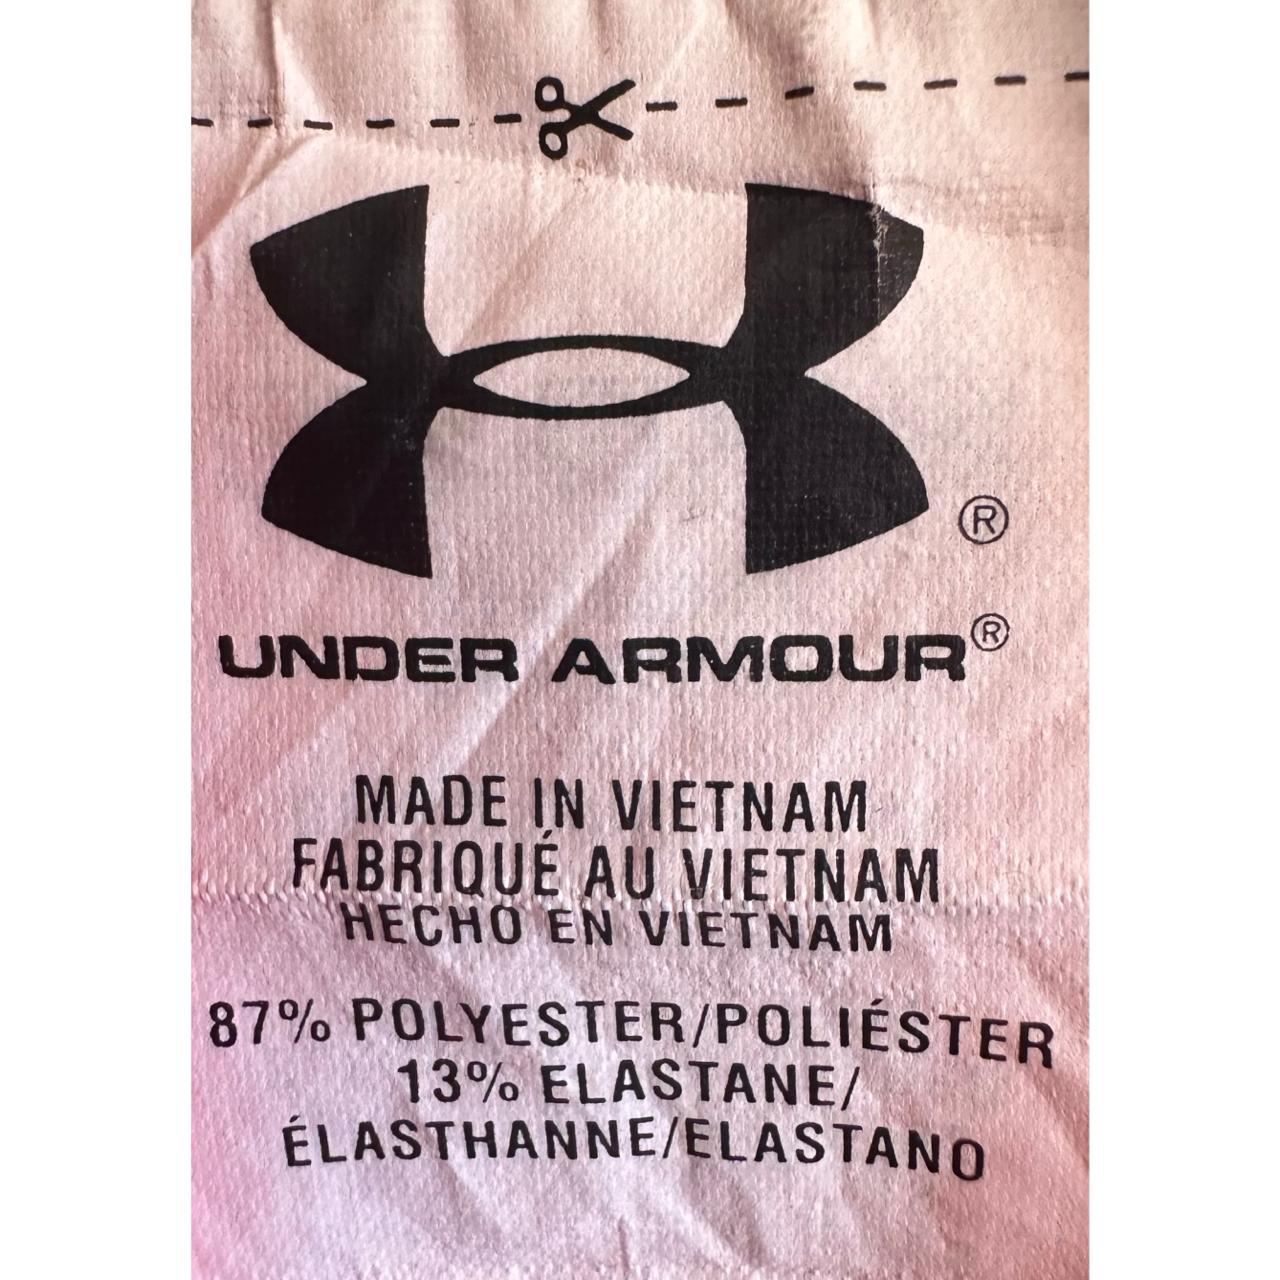 ®
UNDER ARMOUR®
MADE IN VIETNAM
FABRIQUÉ AU VIETNAM
HECHO EN VIETNAM
87% POLYESTER/POLIÉSTER
13% ELASTANE/
ÉLASTHANNE/ELASTANO